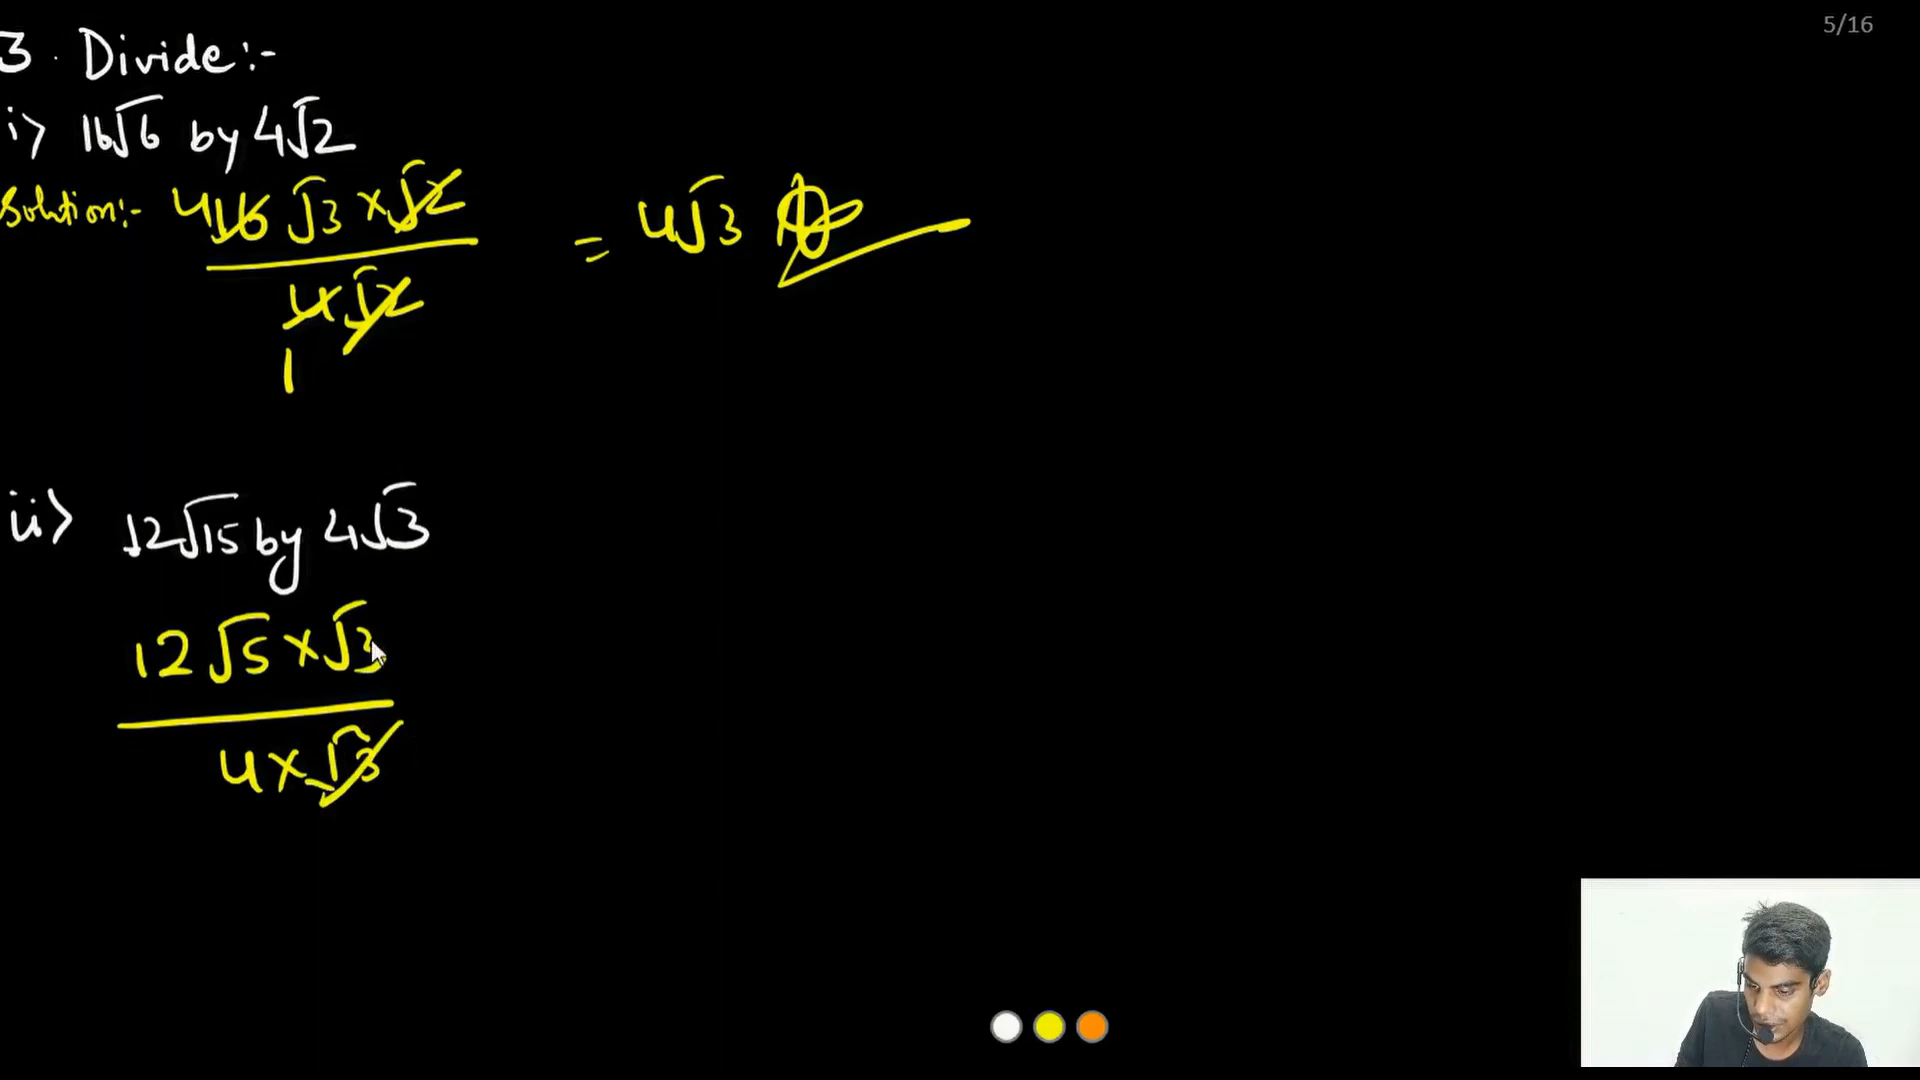 5/16
3. Divide:-
i> 16√6 by 4√2
Solution:- 4 16 √3 × √2
= 4√3
4 × √2
1
ii> 12√15 by 4√3
12 √5 × √3
4 × √3